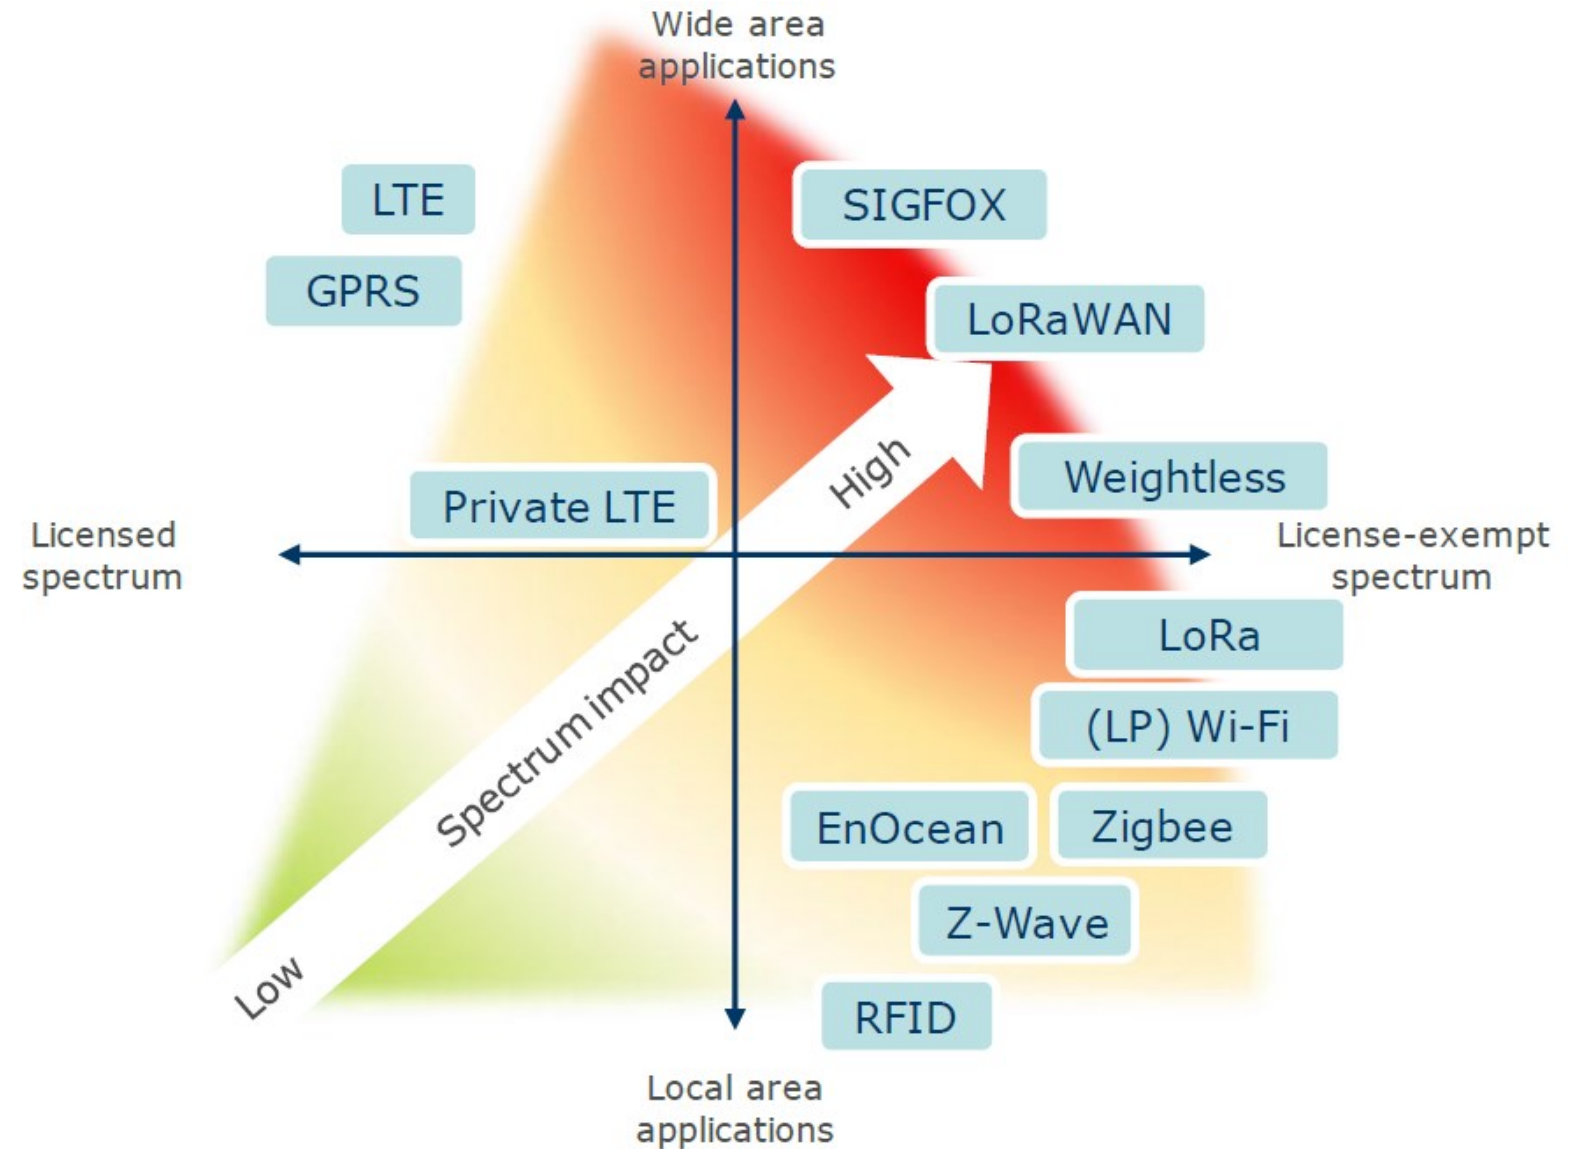 Wide area
applications
LTE
SIGFOX
GPRS
LoRaWAN
High
Weightless
Private LTE
Licensed
spectrum
License-exempt
spectrum
LoRa
Spectrum impact
(LP) Wi-Fi
EnOcean
Zigbee
Z-Wave
Low
RFID
Local area
applications